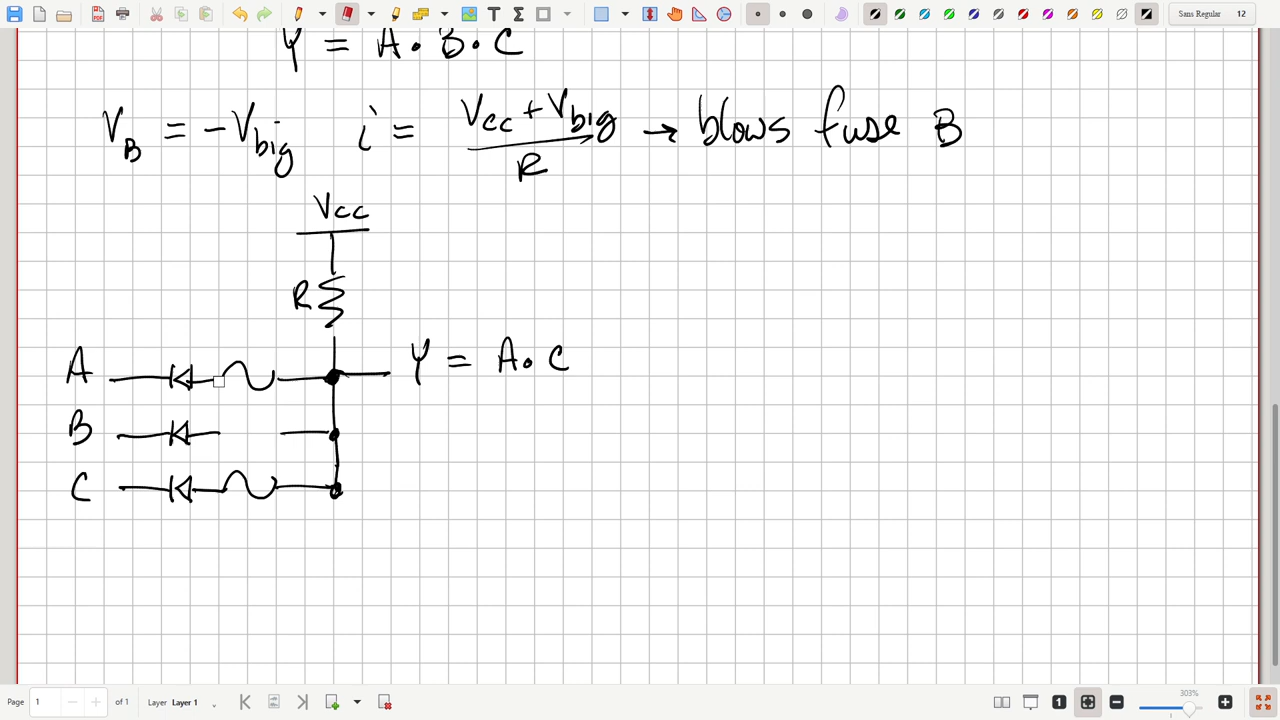 Sans Regular 12
Y = A · B · C
V_B = -V_big i = (Vcc + V_big) / R → blows fuse B
Vcc
R
A Y = A · C
B
C
Page 1 of 1 Layer Layer 1 303%